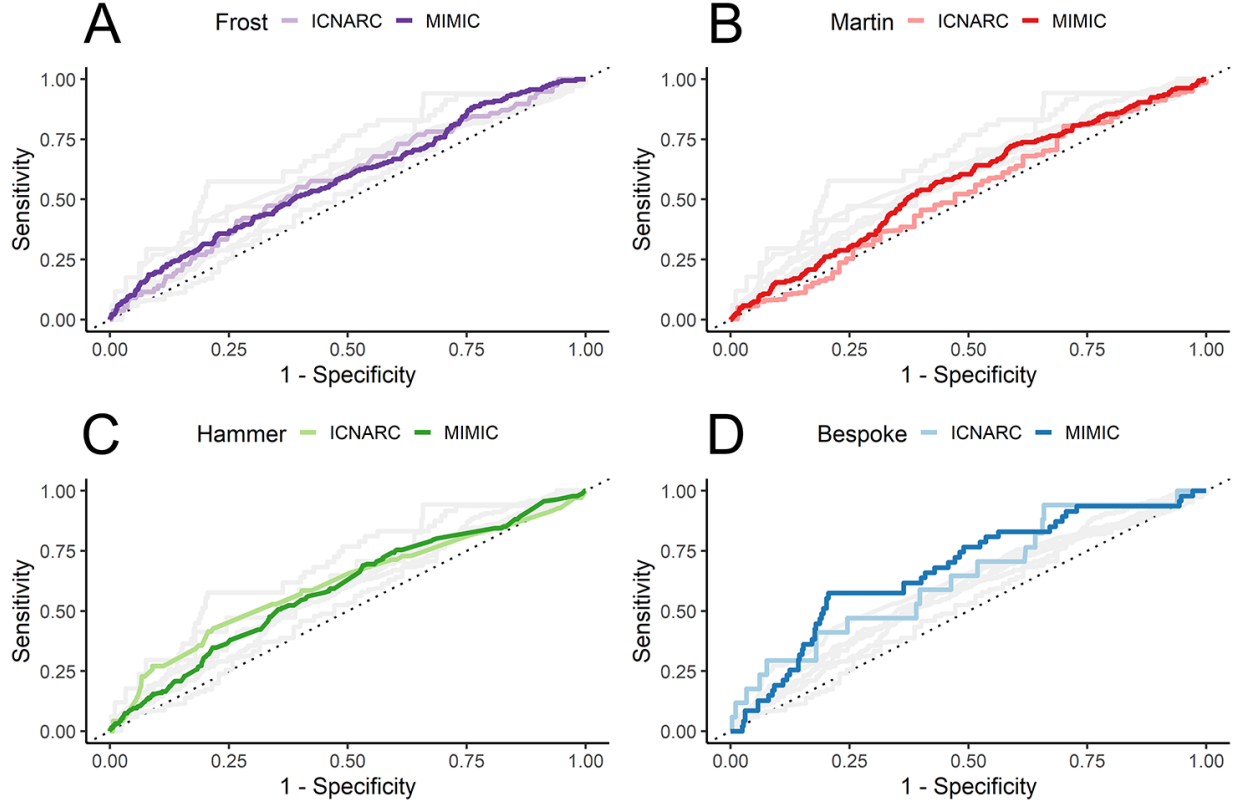 A
Frost ICNARC MIMIC
1.00
0.75
0.50
0.25
0.00
Sensitivity
0.00 0.25 0.50 0.75 1.00
1 - Specificity
B
Martin ICNARC MIMIC
1.00
0.75
0.50
0.25
0.00
Sensitivity
0.00 0.25 0.50 0.75 1.00
1 - Specificity
C
Hammer ICNARC MIMIC
1.00
0.75
0.50
0.25
0.00
Sensitivity
0.00 0.25 0.50 0.75 1.00
1 - Specificity
D
Bespoke ICNARC MIMIC
1.00
0.75
0.50
0.25
0.00
Sensitivity
0.00 0.25 0.50 0.75 1.00
1 - Specificity